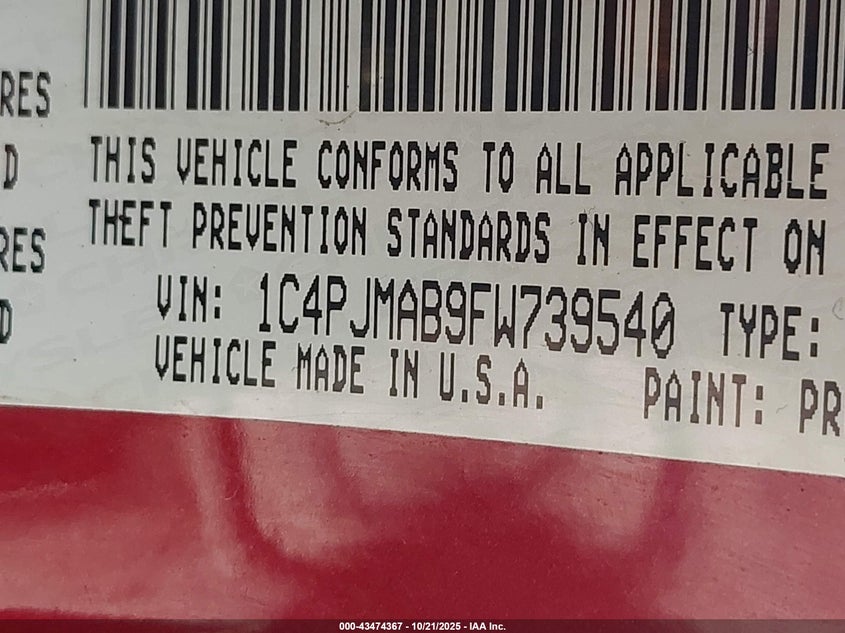 RES
D
THIS VEHICLE CONFORMS TO ALL APPLICABLE
THEFT PREVENTION STANDARDS IN EFFECT ON
RES
D
VIN: 1C4PJMAB9FW739540 TYPE:
VEHICLE MADE IN U.S.A. PAINT: PR
000-43474367 - 10/21/2025 - IAA Inc.